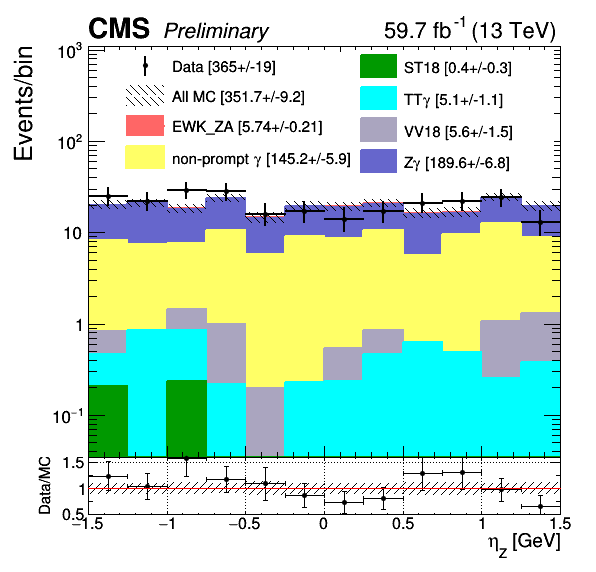 CMS Preliminary 59.7 fb⁻¹ (13 TeV)
Events/bin
10³
10²
10
1
10⁻¹
Data [365+/-19]
All MC [351.7+/-9.2]
EWK_ZA [5.74+/-0.21]
non-prompt γ [145.2+/-5.9]
ST18 [0.4+/-0.3]
TTγ [5.1+/-1.1]
VV18 [5.6+/-1.5]
Zγ [189.6+/-6.8]
Data/MC
1.5
1
0.5
−1.5 −1 −0.5 0 0.5 1 1.5
η_Z [GeV]